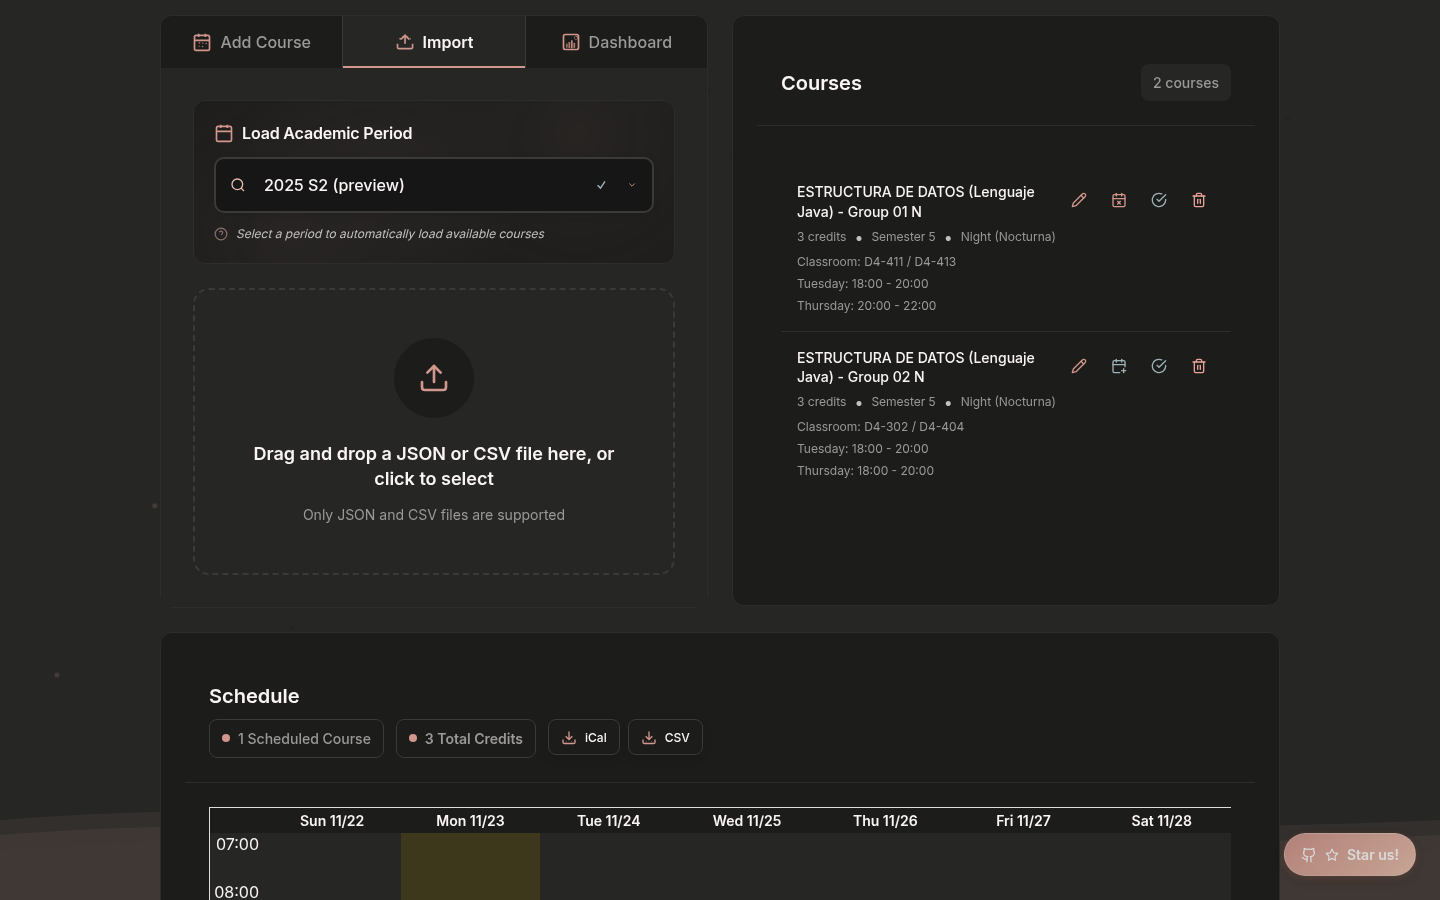 Add Course
Import
Dashboard
Load Academic Period
2025 S2 (preview)
Select a period to automatically load available courses
Drag and drop a JSON or CSV file here, or
click to select
Only JSON and CSV files are supported
Courses
2 courses
ESTRUCTURA DE DATOS (Lenguaje
Java) - Group 01 N
3 credits ● Semester 5 ● Night (Nocturna)
Classroom: D4-411 / D4-413
Tuesday: 18:00 - 20:00
Thursday: 20:00 - 22:00
ESTRUCTURA DE DATOS (Lenguaje
Java) - Group 02 N
3 credits ● Semester 5 ● Night (Nocturna)
Classroom: D4-302 / D4-404
Tuesday: 18:00 - 20:00
Thursday: 18:00 - 20:00
Schedule
1 Scheduled Course
3 Total Credits
iCal
CSV
Sun 11/22 Mon 11/23 Tue 11/24 Wed 11/25 Thu 11/26 Fri 11/27 Sat 11/28
07:00
08:00
Star us!